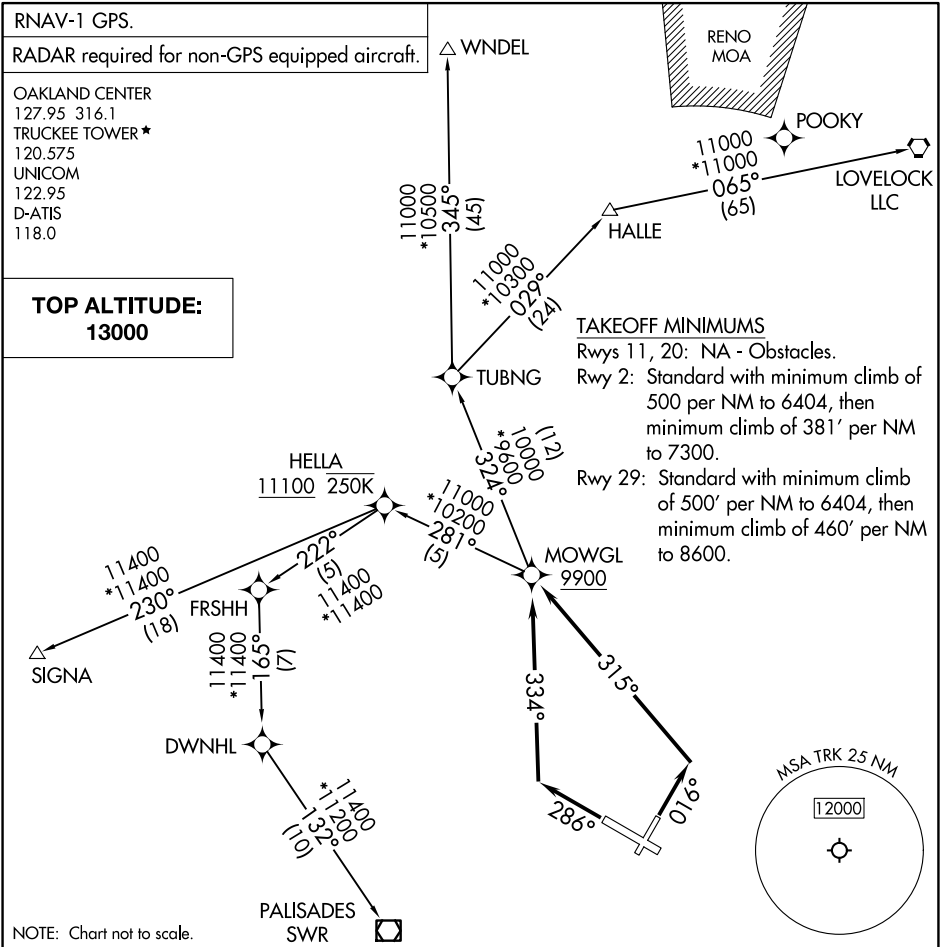 RNAV-1 GPS.
RADAR required for non-GPS equipped aircraft.
OAKLAND CENTER
127.95 316.1
TRUCKEE TOWER★
120.575
UNICOM
122.95
D-ATIS
118.0
TOP ALTITUDE:
13000
WNDEL
RENO
MOA
POOKY
LOVELOCK
LLC
11000
*11000
065°
(65)
HALLE
11000
*10500
345°
(45)
11000
*10300
029°
(24)
TUBNG
TAKEOFF MINIMUMS
Rwys 11, 20: NA - Obstacles.
Rwy 2: Standard with minimum climb of
500 per NM to 6404, then
minimum climb of 381' per NM
to 7300.
Rwy 29: Standard with minimum climb
of 500' per NM to 6404, then
minimum climb of 460' per NM
to 8600.
(12)
10000
*9600
324°
HELLA
11100 250K
11000
*10200
281°
(5)
MOWGL
9900
222°
(5)
11400
*11400
11400
*11400
230°
(18)
FRSHH
SIGNA
11400
*11400
165°
(7)
DWNHL
11400
*11200
132°
(10)
PALISADES
SWR
334°
315°
286°
016°
MSA TRK 25 NM
12000
NOTE: Chart not to scale.